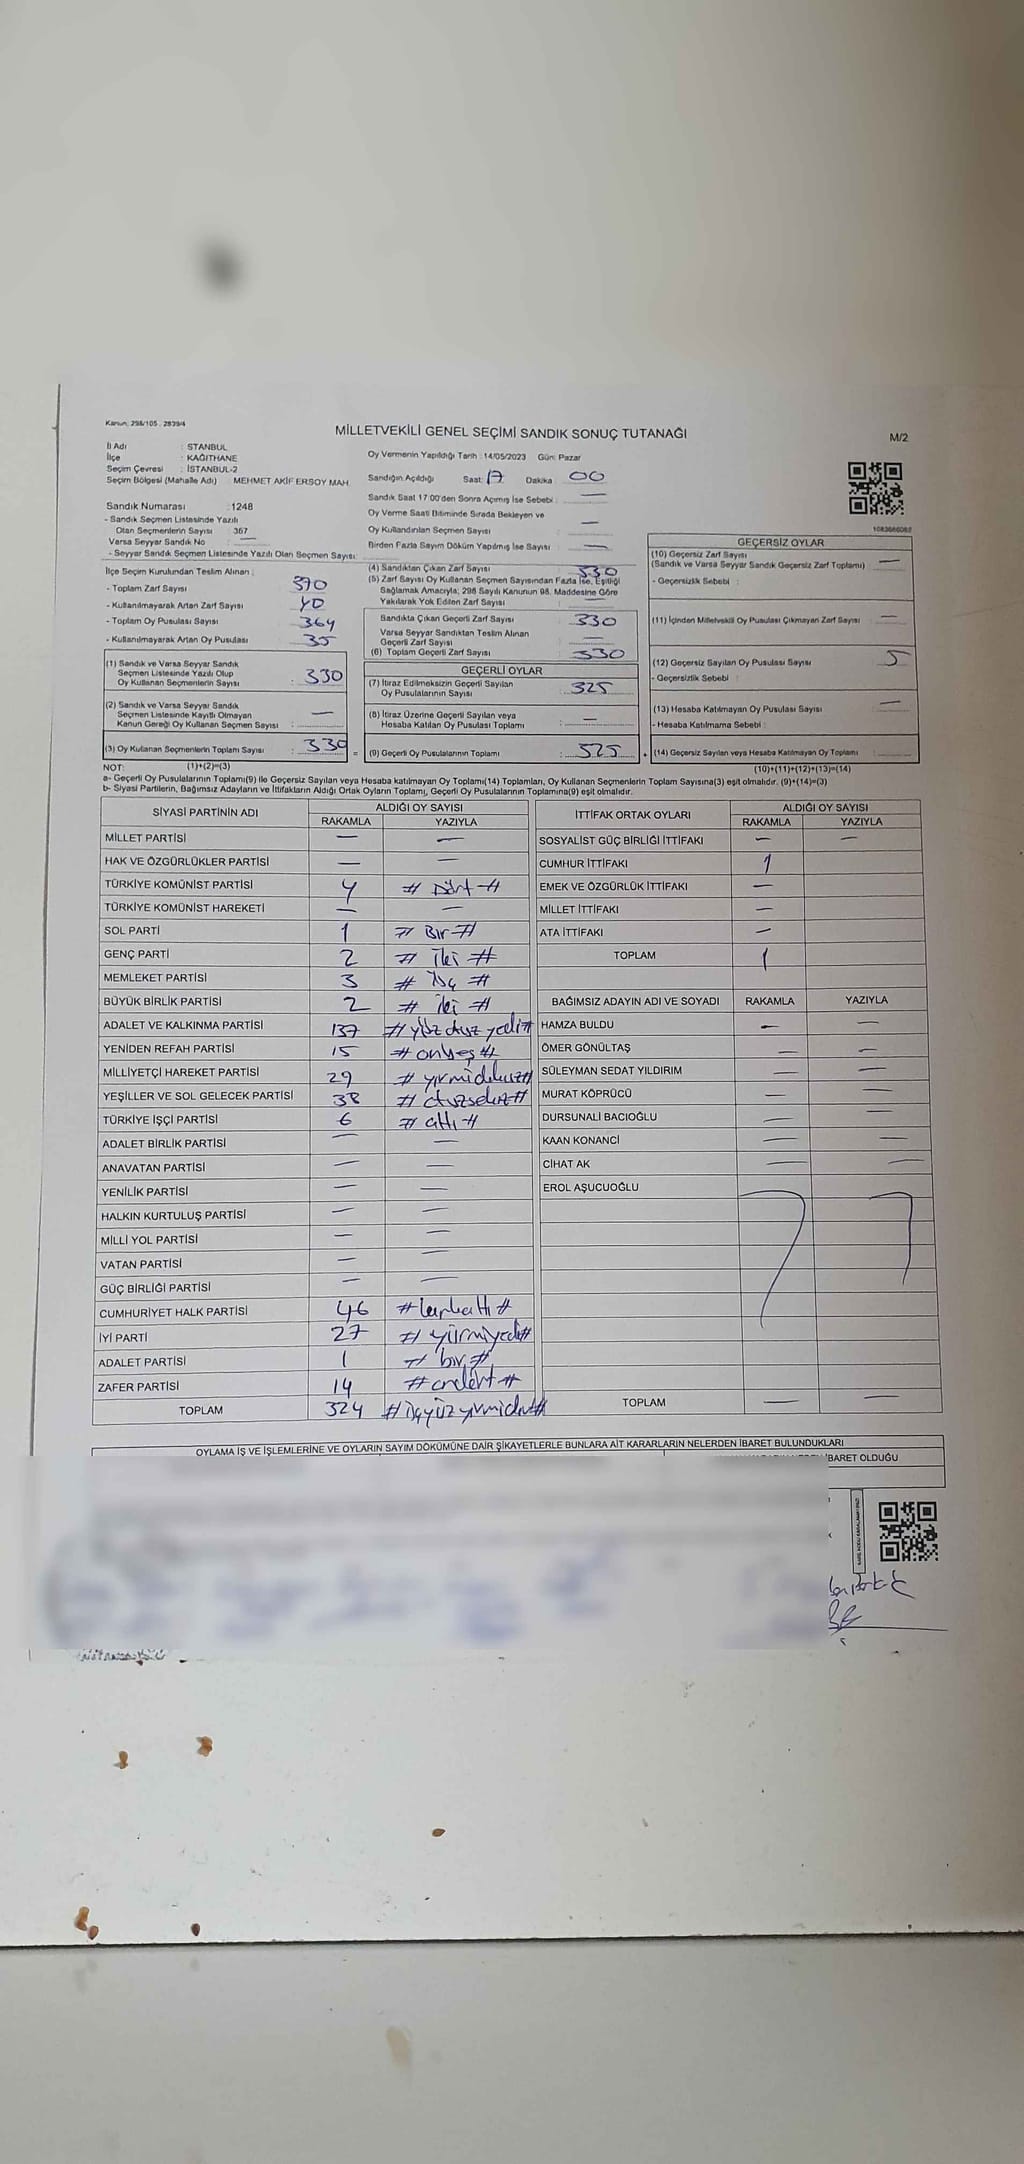 Kanun: 298/105 , 2839/4
MİLLETVEKİLİ GENEL SEÇİMİ SANDIK SONUÇ TUTANAĞI
M/2
İl Adı : STANBUL
İlçe : KAĞITHANE
Seçim Çevresi : İSTANBUL-2
Seçim Bölgesi (Mahalle Adı) MEHMET AKİF ERSOY MAH.
Sandık Numarası :1248
- Sandık Seçmen Listesinde Yazılı
Olan Seçmenlerin Sayısı : 367
Varsa Seyyar Sandık No : —
- Seyyar Sandık Seçmen Listesinde Yazılı Olan Seçmen Sayısı:
Oy Vermenin Yapıldığı Tarih :14/05/2023 Gün: Pazar
Sandığın Açıldığı Saat: 17 Dakika : 00
Sandık Saat 17:00'den Sonra Açımış İse Sebebi : —
Oy Verme Saati Bitiminde Sırada Bekleyen ve
Oy Kullandırılan Seçmen Sayısı : —
Birden Fazla Sayım Döküm Yapılmış İse Sayısı : —
1083666062
İlçe Seçim Kurulundan Teslim Alınan :
- Toplam Zarf Sayısı : 370
- Kullanılmayarak Artan Zarf Sayısı : 40
- Toplam Oy Pusulası Sayısı : 364
- Kullanılmayarak Artan Oy Pusulası : 35
(1) Sandık ve Varsa Seyyar Sandık
Seçmen Listesinde Yazılı Olup
Oy Kullanan Seçmenlerin Sayısı : 330
(2) Sandık ve Varsa Seyyar Sandık
Seçmen Listesinde Kayıtlı Olmayan
Kanun Gereği Oy Kullanan Seçmen Sayısı : —
(3) Oy Kullanan Seçmenlerin Toplam Sayısı : 330
(4) Sandıktan Çıkan Zarf Sayısı : 330
(5) Zarf Sayısı Oy Kullanan Seçmen Sayısından Fazla İse, Eşitliği
Sağlamak Amacıyla; 298 Sayılı Kanunun 98. Maddesine Göre
Yakılarak Yok Edilen Zarf Sayısı : —
Sandıkta Çıkan Geçerli Zarf Sayısı : 330
Varsa Seyyar Sandıktan Teslim Alınan
Geçerli Zarf Sayısı : —
(6) Toplam Geçerli Zarf Sayısı : 330
GEÇERLİ OYLAR
(7) İtiraz Edilmeksizin Geçerli Sayılan
Oy Pusulalarının Sayısı : 325
(8) İtiraz Üzerine Geçerli Sayılan veya
Hesaba Katılan Oy Pusulası Toplamı : —
= (9) Geçerli Oy Pusulalarının Toplamı : 325
GEÇERSİZ OYLAR
(10) Geçersiz Zarf Sayısı
(Sandık ve Varsa Seyyar Sandık Geçersiz Zarf Toplamı) : —
- Geçersizlik Sebebi :
(11) İçinden Milletvekili Oy Pusulası Çıkmayan Zarf Sayısı : —
(12) Geçersiz Sayılan Oy Pusulası Sayısı : 5
- Geçersizlik Sebebi :
(13) Hesaba Katılmayan Oy Pusulası Sayısı : —
- Hesaba Katılmama Sebebi :
+ (14) Geçersiz Sayılan veya Hesaba Katılmayan Oy Toplamı :
NOT: (1)+(2)=(3)
(10)+(11)+(12)+(13)=(14)
a- Geçerli Oy Pusulalarının Toplamı(9) ile Geçersiz Sayılan veya Hesaba katılmayan Oy Toplamı(14) Toplamları, Oy Kullanan Seçmenlerin Toplam Sayısına(3) eşit olmalıdır. (9)+(14)=(3)
b- Siyasi Partilerin, Bağımsız Adayların ve İttifakların Aldığı Ortak Oyların Toplamı, Geçerli Oy Pusulalarının Toplamına(9) eşit olmalıdır.
SİYASİ PARTİNİN ADI ALDIĞI OY SAYISI
RAKAMLA YAZIYLA
MİLLET PARTİSİ — —
HAK VE ÖZGÜRLÜKLER PARTİSİ — —
TÜRKİYE KOMÜNİST PARTİSİ 4 # Dört #
TÜRKİYE KOMÜNİST HAREKETİ — —
SOL PARTİ 1 # Bir #
GENÇ PARTİ 2 # iki #
MEMLEKET PARTİSİ 3 # üç #
BÜYÜK BİRLİK PARTİSİ 2 # iki #
ADALET VE KALKINMA PARTİSİ 137 # yüz otuz yedi #
YENİDEN REFAH PARTİSİ 15 # onbeş #
MİLLİYETÇİ HAREKET PARTİSİ 29 # yirmidokuz #
YEŞİLLER VE SOL GELECEK PARTİSİ 38 # otuzsekiz #
TÜRKİYE İŞÇİ PARTİSİ 6 # altı #
ADALET BİRLİK PARTİSİ — —
ANAVATAN PARTİSİ — —
YENİLİK PARTİSİ — —
HALKIN KURTULUŞ PARTİSİ — —
MİLLİ YOL PARTİSİ — —
VATAN PARTİSİ — —
GÜÇ BİRLİĞİ PARTİSİ — —
CUMHURİYET HALK PARTİSİ 46 # kırkaltı #
İYİ PARTİ 27 # yirmiyedi #
ADALET PARTİSİ 1 # bir #
ZAFER PARTİSİ 14 # ondört #
TOPLAM 324 # üçyüzyirmidört #
İTTİFAK ORTAK OYLARI ALDIĞI OY SAYISI
RAKAMLA YAZIYLA
SOSYALİST GÜÇ BİRLİĞİ İTTİFAKI — —
CUMHUR İTTİFAKI 1
EMEK VE ÖZGÜRLÜK İTTİFAKI —
MİLLET İTTİFAKI —
ATA İTTİFAKI —
TOPLAM 1
BAĞIMSIZ ADAYIN ADI VE SOYADI RAKAMLA YAZIYLA
HAMZA BULDU — —
ÖMER GÖNÜLTAŞ — —
SÜLEYMAN SEDAT YILDIRIM — —
MURAT KÖPRÜCÜ — —
DURSUNALİ BACIOĞLU — —
KAAN KONANCİ — —
CİHAT AK — —
EROL AŞUCUOĞLU
TOPLAM — —
OYLAMA İŞ VE İŞLEMLERİNE VE OYLARIN SAYIM DÖKÜMÜNE DAİR ŞİKAYETLERLE BUNLARA AİT KARARLARIN NELERDEN İBARET BULUNDUKLARI
İBARET OLDUĞU